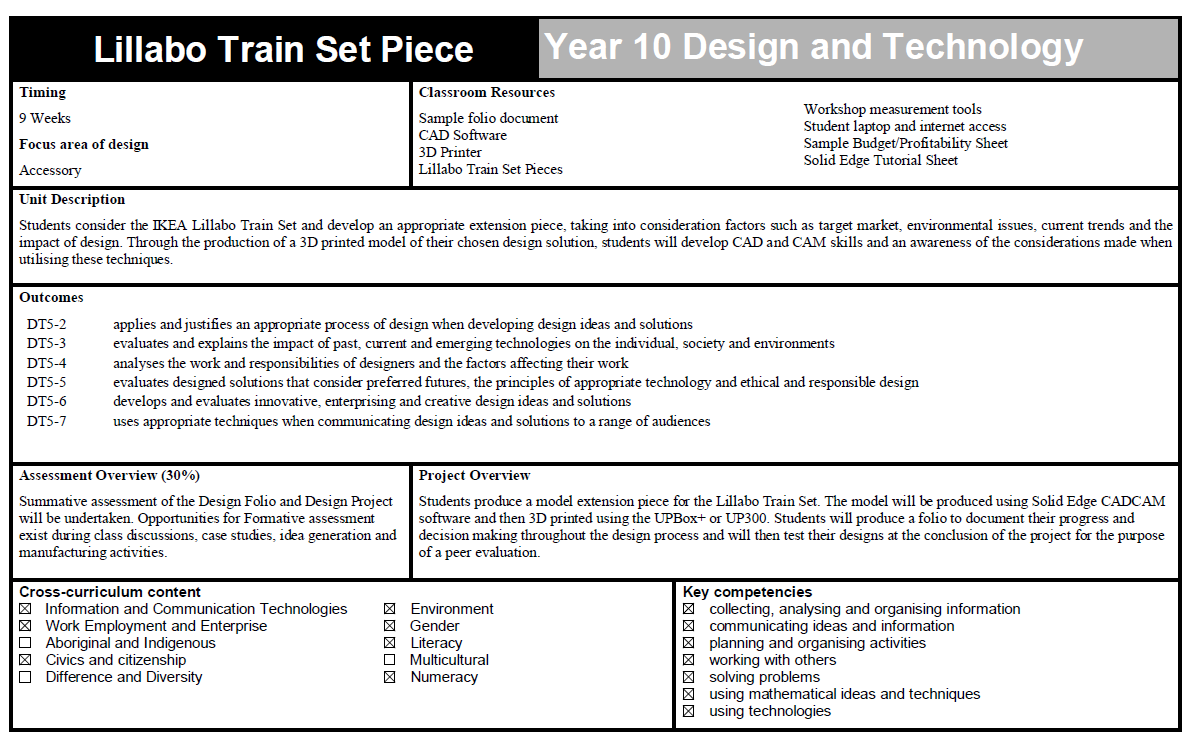 Lillabo Train Set Piece
Year 10 Design and Technology
Timing
9 Weeks
Focus area of design
Accessory
Classroom Resources
Sample folio document
CAD Software
3D Printer
Lillabo Train Set Pieces
Workshop measurement tools
Student laptop and internet access
Sample Budget/Profitability Sheet
Solid Edge Tutorial Sheet
Unit Description
Students consider the IKEA Lillabo Train Set and develop an appropriate extension piece, taking into consideration factors such as target market, environmental issues, current trends and the
impact of design. Through the production of a 3D printed model of their chosen design solution, students will develop CAD and CAM skills and an awareness of the considerations made when
utilising these techniques.
Outcomes
DT5-2 applies and justifies an appropriate process of design when developing design ideas and solutions
DT5-3 evaluates and explains the impact of past, current and emerging technologies on the individual, society and environments
DT5-4 analyses the work and responsibilities of designers and the factors affecting their work
DT5-5 evaluates designed solutions that consider preferred futures, the principles of appropriate technology and ethical and responsible design
DT5-6 develops and evaluates innovative, enterprising and creative design ideas and solutions
DT5-7 uses appropriate techniques when communicating design ideas and solutions to a range of audiences
Assessment Overview (30%)
Summative assessment of the Design Folio and Design Project
will be undertaken. Opportunities for Formative assessment
exist during class discussions, case studies, idea generation and
manufacturing activities.
Project Overview
Students produce a model extension piece for the Lillabo Train Set. The model will be produced using Solid Edge CADCAM
software and then 3D printed using the UPBox+ or UP300. Students will produce a folio to document their progress and
decision making throughout the design process and will then test their designs at the conclusion of the project for the purpose
of a peer evaluation.
Cross-curriculum content
☒ Information and Communication Technologies
☒ Work Employment and Enterprise
☐ Aboriginal and Indigenous
☒ Civics and citizenship
☐ Difference and Diversity
☒ Environment
☒ Gender
☒ Literacy
☐ Multicultural
☒ Numeracy
Key competencies
☒ collecting, analysing and organising information
☒ communicating ideas and information
☒ planning and organising activities
☒ working with others
☒ solving problems
☒ using mathematical ideas and techniques
☒ using technologies